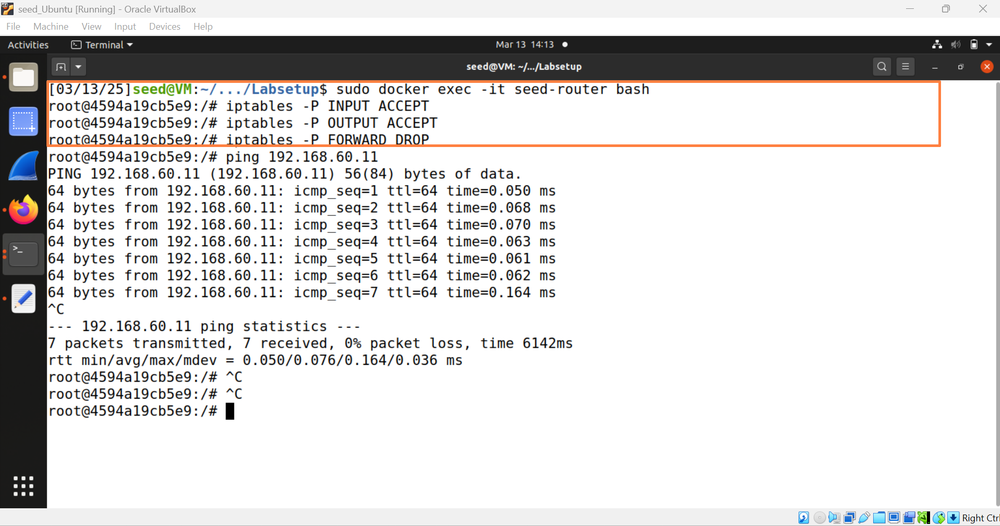 seed_Ubuntu [Running] - Oracle VirtualBox
File Machine View Input Devices Help
Activities Terminal Mar 13 14:13
seed@VM: ~/.../Labsetup
[03/13/25]seed@VM:~/.../Labsetup$ sudo docker exec -it seed-router bash
root@4594a19cb5e9:/# iptables -P INPUT ACCEPT
root@4594a19cb5e9:/# iptables -P OUTPUT ACCEPT
root@4594a19cb5e9:/# iptables -P FORWARD DROP
root@4594a19cb5e9:/# ping 192.168.60.11
PING 192.168.60.11 (192.168.60.11) 56(84) bytes of data.
64 bytes from 192.168.60.11: icmp_seq=1 ttl=64 time=0.050 ms
64 bytes from 192.168.60.11: icmp_seq=2 ttl=64 time=0.068 ms
64 bytes from 192.168.60.11: icmp_seq=3 ttl=64 time=0.070 ms
64 bytes from 192.168.60.11: icmp_seq=4 ttl=64 time=0.063 ms
64 bytes from 192.168.60.11: icmp_seq=5 ttl=64 time=0.061 ms
64 bytes from 192.168.60.11: icmp_seq=6 ttl=64 time=0.062 ms
64 bytes from 192.168.60.11: icmp_seq=7 ttl=64 time=0.164 ms
^C
--- 192.168.60.11 ping statistics ---
7 packets transmitted, 7 received, 0% packet loss, time 6142ms
rtt min/avg/max/mdev = 0.050/0.076/0.164/0.036 ms
root@4594a19cb5e9:/# ^C
root@4594a19cb5e9:/# ^C
root@4594a19cb5e9:/#
Right Ctr